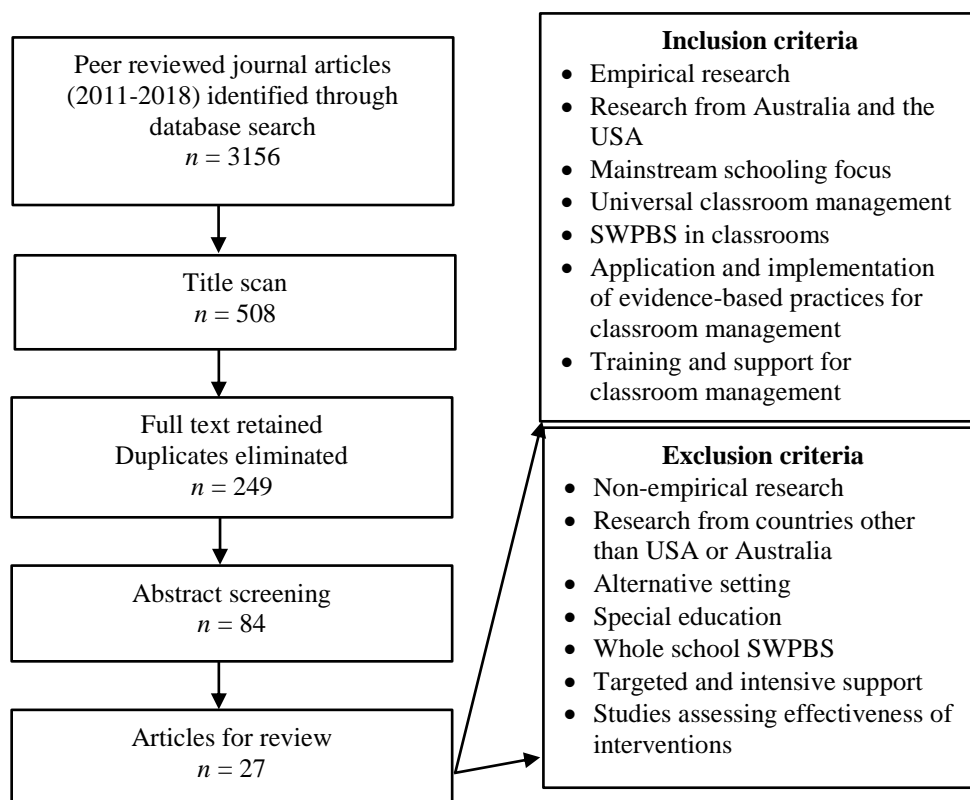 Peer reviewed journal articles
(2011-2018) identified through
database search
n = 3156
Title scan
n = 508
Full text retained
Duplicates eliminated
n = 249
Abstract screening
n = 84
Articles for review
n = 27
Inclusion criteria
• Empirical research
• Research from Australia and the
USA
• Mainstream schooling focus
• Universal classroom management
• SWPBS in classrooms
• Application and implementation
of evidence-based practices for
classroom management
• Training and support for
classroom management
Exclusion criteria
• Non-empirical research
• Research from countries other
than USA or Australia
• Alternative setting
• Special education
• Whole school SWPBS
• Targeted and intensive support
• Studies assessing effectiveness of
interventions